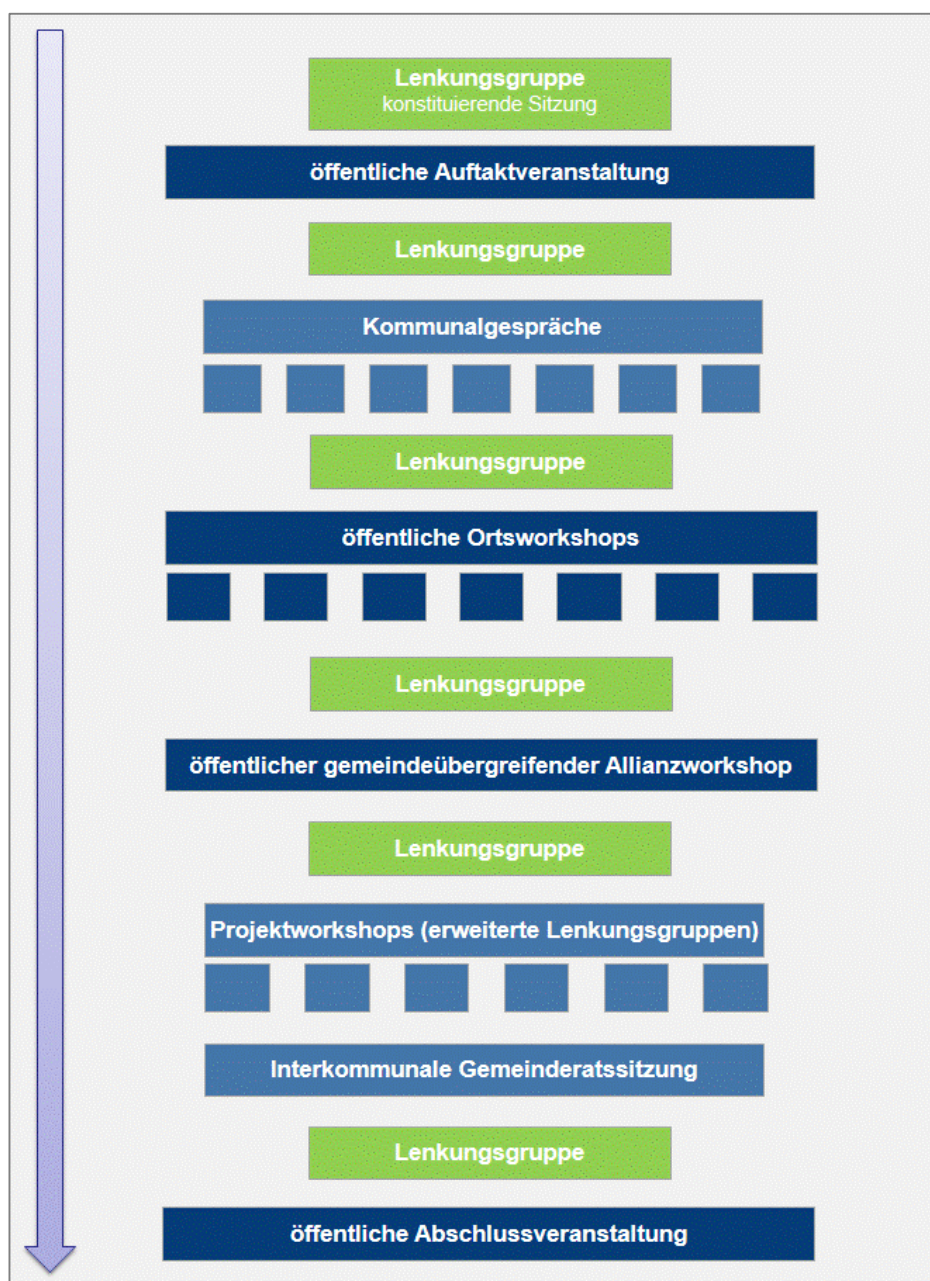 Lenkungsgruppe
konstituierende Sitzung
öffentliche Auftaktveranstaltung
Lenkungsgruppe
Kommunalgespräche
Lenkungsgruppe
öffentliche Ortsworkshops
Lenkungsgruppe
öffentlicher gemeindeübergreifender Allianzworkshop
Lenkungsgruppe
Projektworkshops (erweiterte Lenkungsgruppen)
Interkommunale Gemeinderatssitzung
Lenkungsgruppe
öffentliche Abschlussveranstaltung